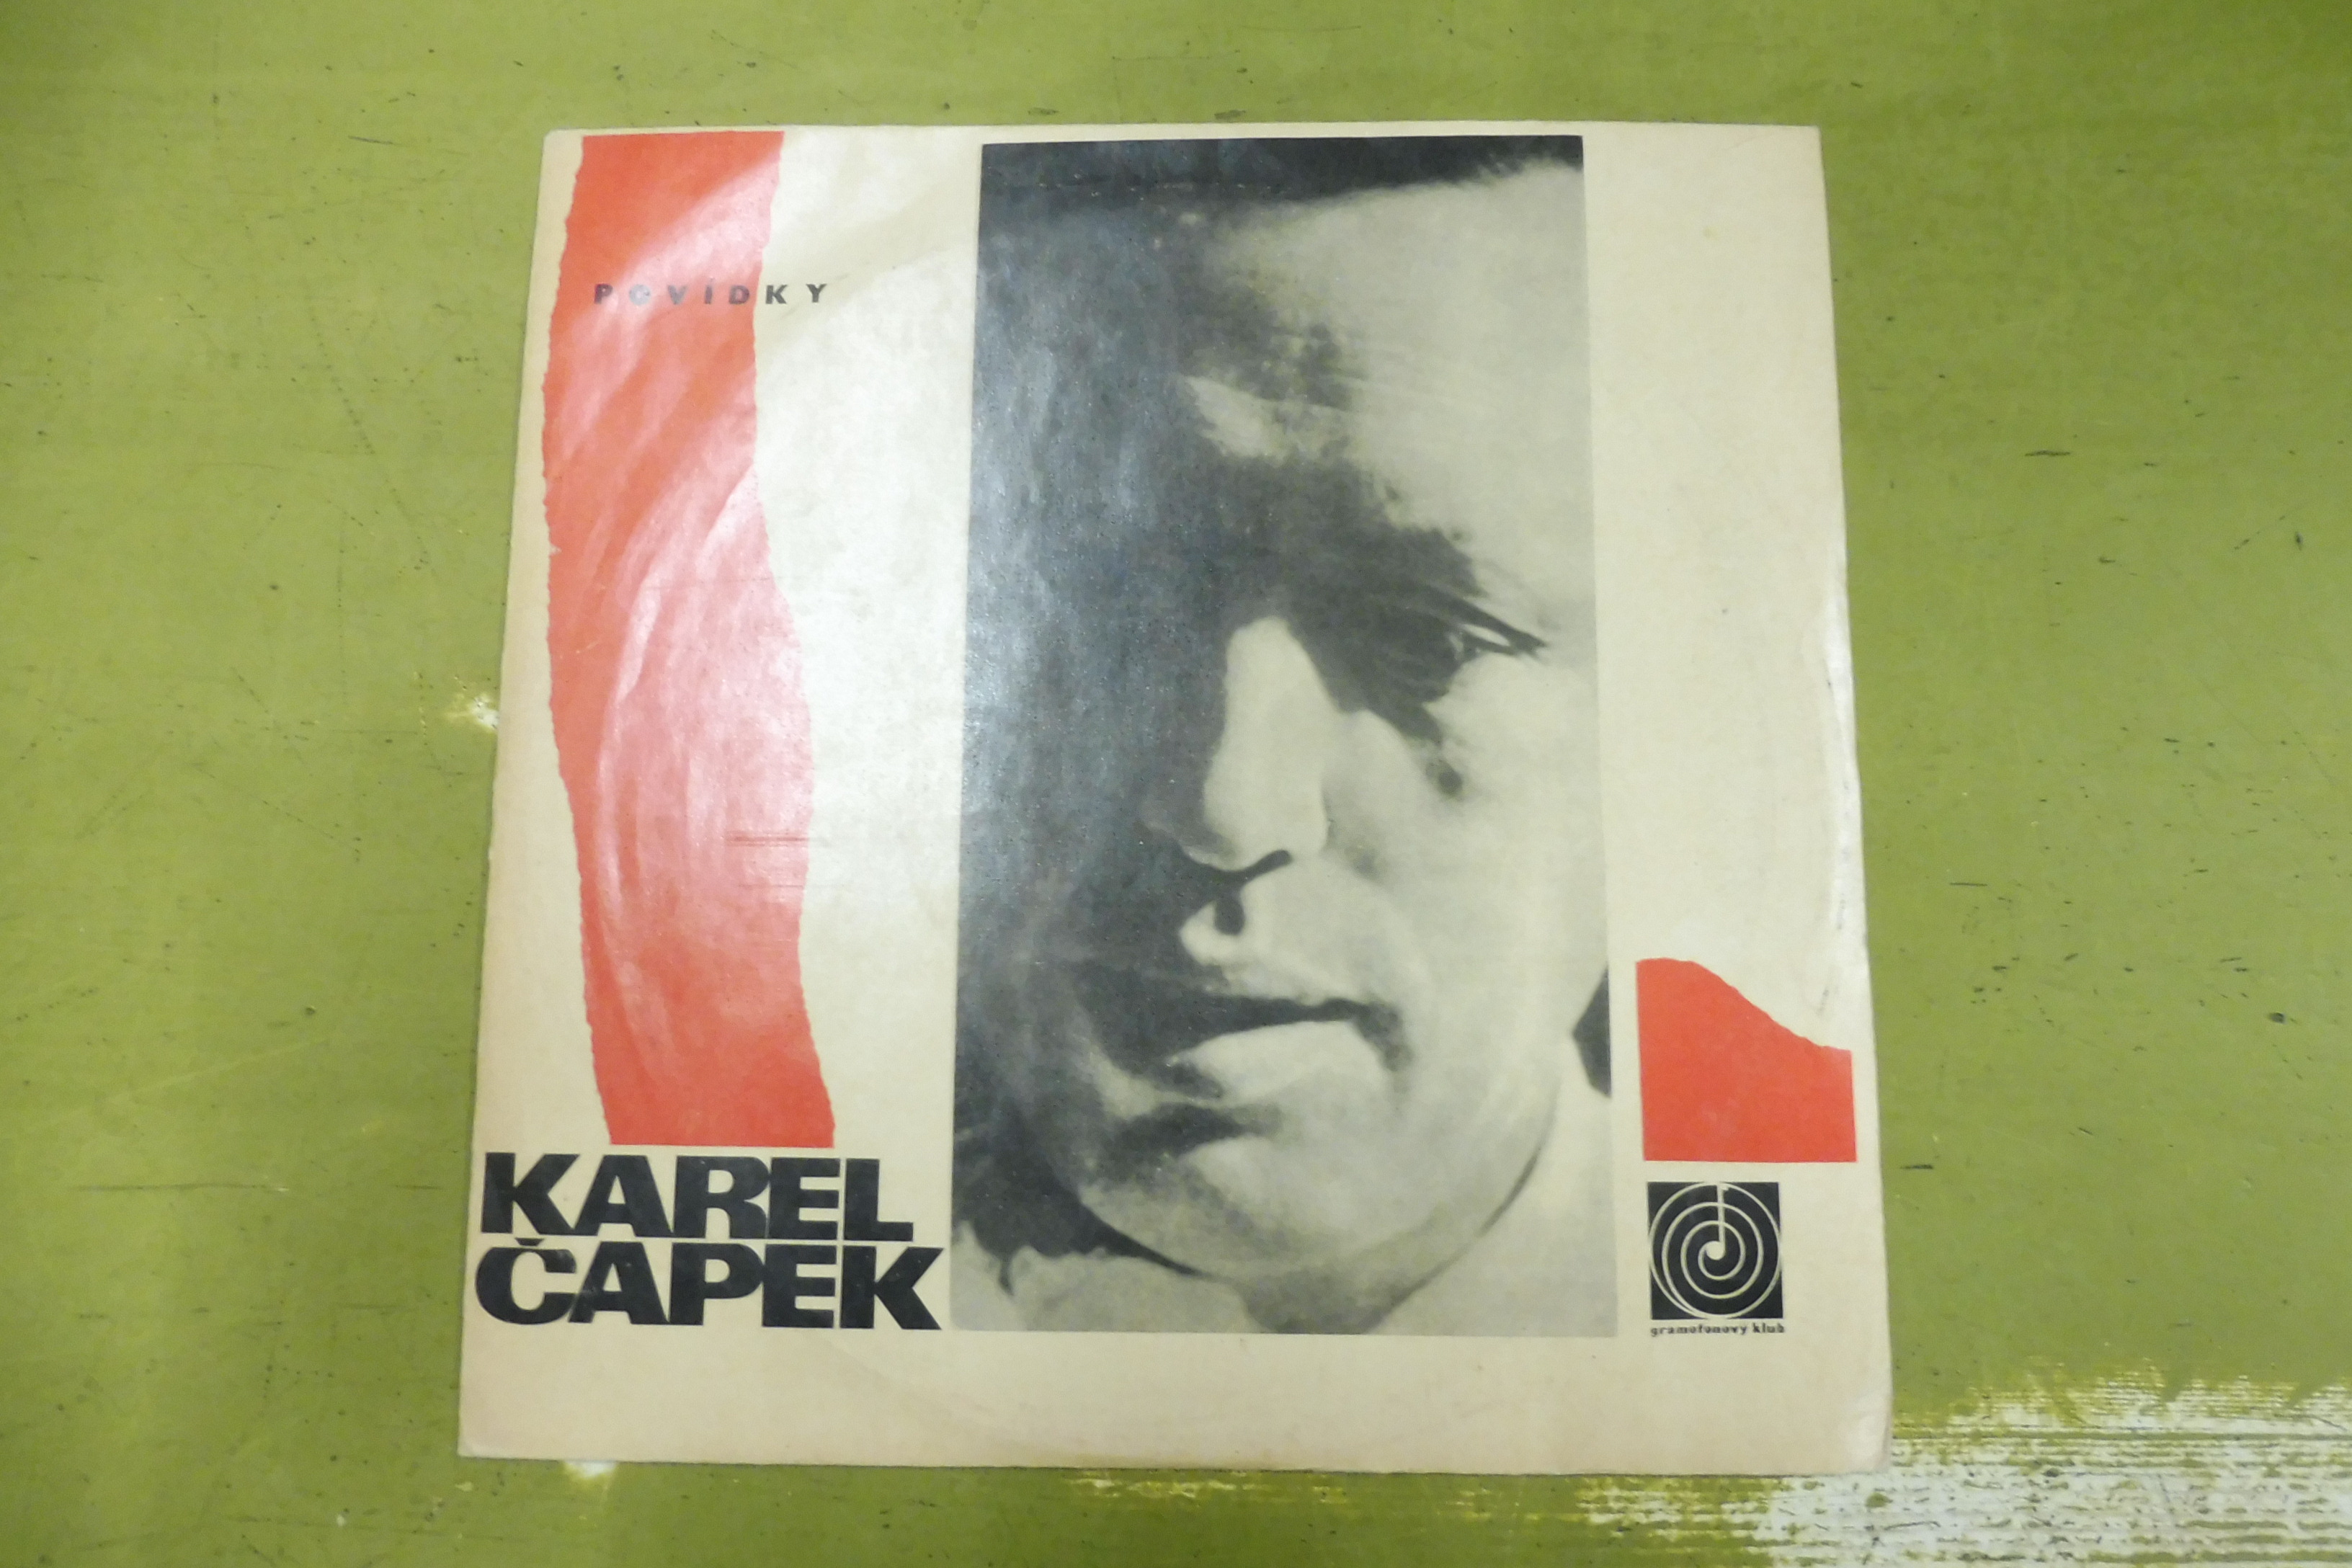 POVÍDKY
KAREL
ČAPEK
gramofonový klub